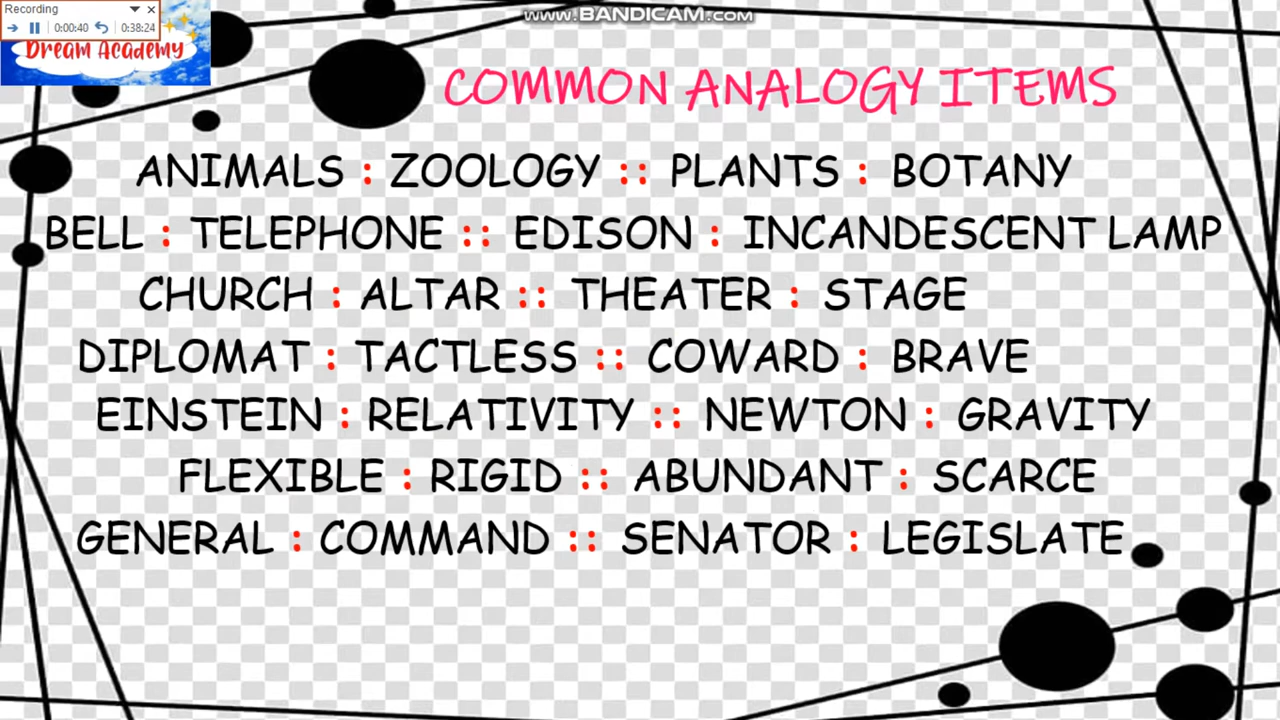 Recording
0:00:40
0:38:24
www.BANDICAM.com
Dream Academy
COMMON ANALOGY ITEMS
ANIMALS : ZOOLOGY :: PLANTS : BOTANY
BELL : TELEPHONE :: EDISON : INCANDESCENT LAMP
CHURCH : ALTAR :: THEATER : STAGE
DIPLOMAT : TACTLESS :: COWARD : BRAVE
EINSTEIN : RELATIVITY :: NEWTON : GRAVITY
FLEXIBLE : RIGID :: ABUNDANT : SCARCE
GENERAL : COMMAND :: SENATOR : LEGISLATE